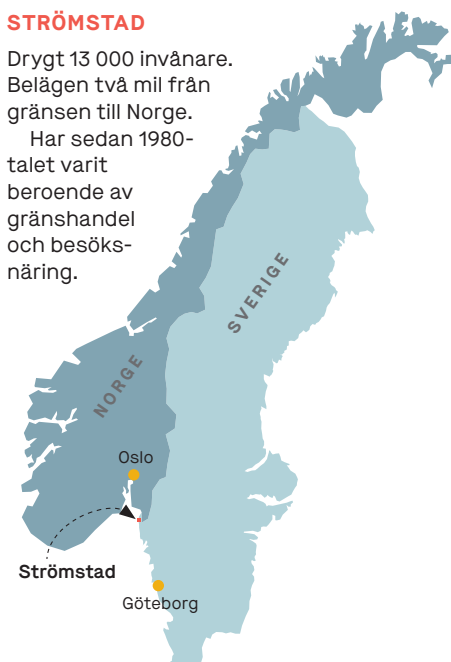 STRÖMSTAD
Drygt 13 000 invånare.
Belägen två mil från
gränsen till Norge.
Har sedan 1980-
talet varit
beroende av
gränshandel
och besöks-
näring.
SVERIGE
NORGE
Oslo
Strömstad
Göteborg